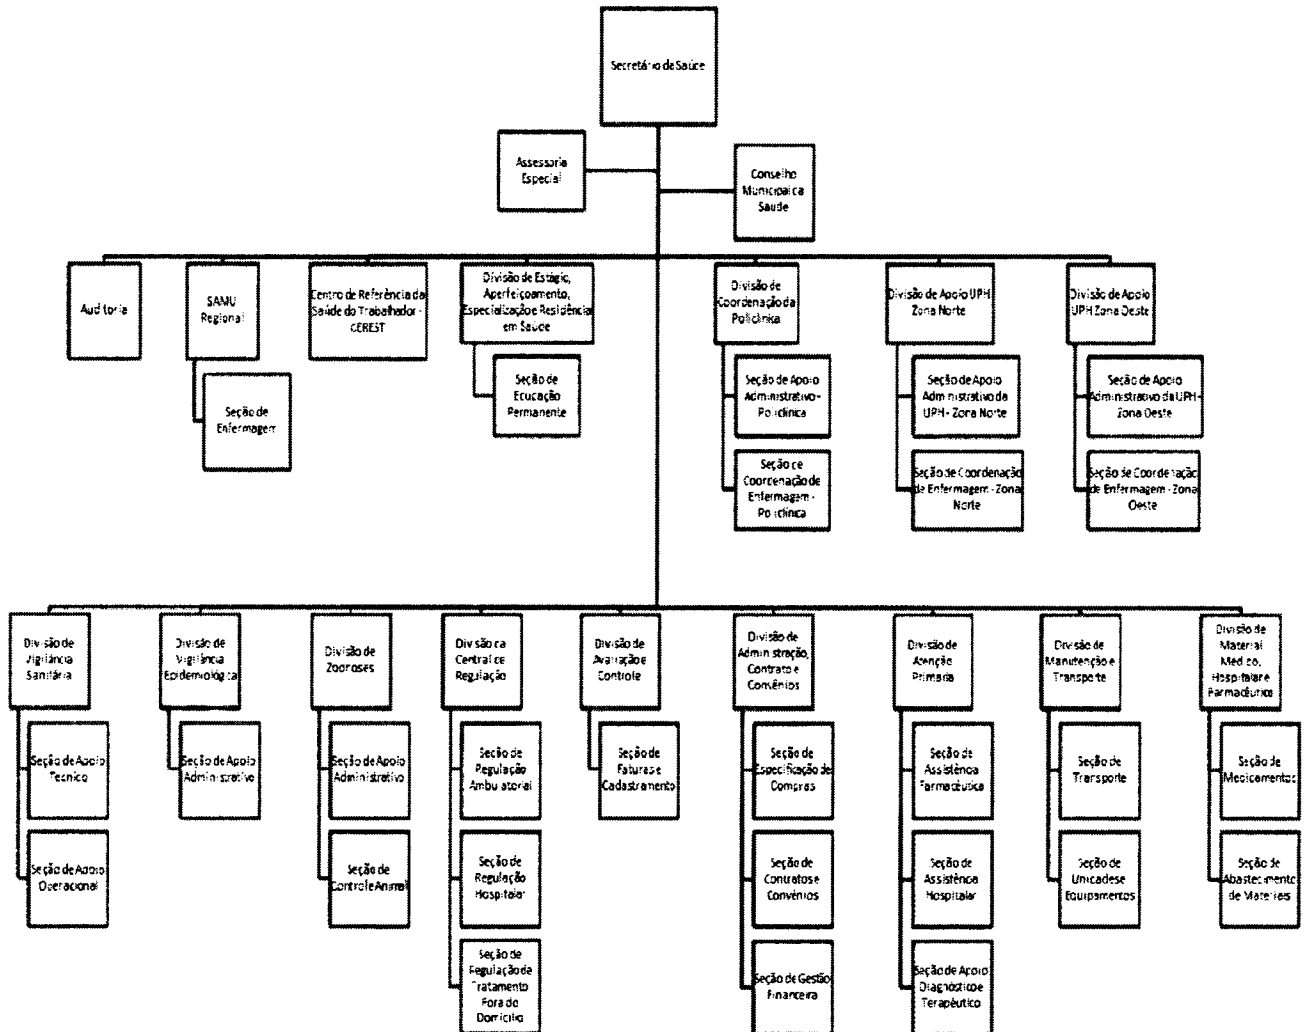 Secretário da Saúde
Assessoria
Especial
Conselho
Municipal da
Saude
Auditoria
SAMU
Regional
Centro de Referência da
Saúde do Trabalhador -
CEREST
Divisão de Estágio,
Aperfeiçoamento,
Especialização e Residência
em Saúde
Divisão de
Coordenação da
Policlínica
Divisão de Apoio UPH
Zona Norte
Divisão de Apoio
UPH Zona Oeste
Seção de
Enfermagem
Seção de
Educação
Permanente
Seção de Apoio
Administrativo -
Policlínica
Seção de Apoio
Administrativo da
UPH - Zona Norte
Seção de Apoio
Administrativo da UPH -
Zona Oeste
Seção de
Coordenação de
Enfermagem -
Policlínica
Seção de Coordenação
de Enfermagem - Zona
Norte
Seção de Coordenação
de Enfermagem - Zona
Oeste
Divisão de
Vigilância
Sanitária
Divisão de
Vigilância
Epidemiológica
Divisão de
Zoonoses
Divisão da
Central de
Regulação
Divisão de
Avaliação e
Controle
Divisão de
Administração,
Contrato e
Convênios
Divisão de
Atenção
Primaria
Divisão de
Manutenção e
Transporte
Divisão de
Material
Médico,
Hospitalar e
Farmacêutico
Seção de Apoio
Tecnico
Seção de Apoio
Administrativo
Seção de Apoio
Administrativo
Seção de
Regulação
Ambulatorial
Seção de
Faturas e
Cadastramento
Seção de
Especificação de
Compras
Seção de
Assistência
Farmacêutica
Seção de
Transporte
Seção de
Medicamentos
Seção de Apoio
Operacional
Seção de
Controle Animal
Seção de
Regulação
Hospitalar
Seção de
Contratos e
Convênios
Seção de
Assistência
Hospitalar
Seção de
Unidades e
Equipamentos
Seção de
Abastecimento
de Materiais
Seção de
Regulação de
Tratamento
Fora do
Domicílio
Seção de Gestão
Financeira
Seção de Apoio
Diagnóstico e
Terapêutico